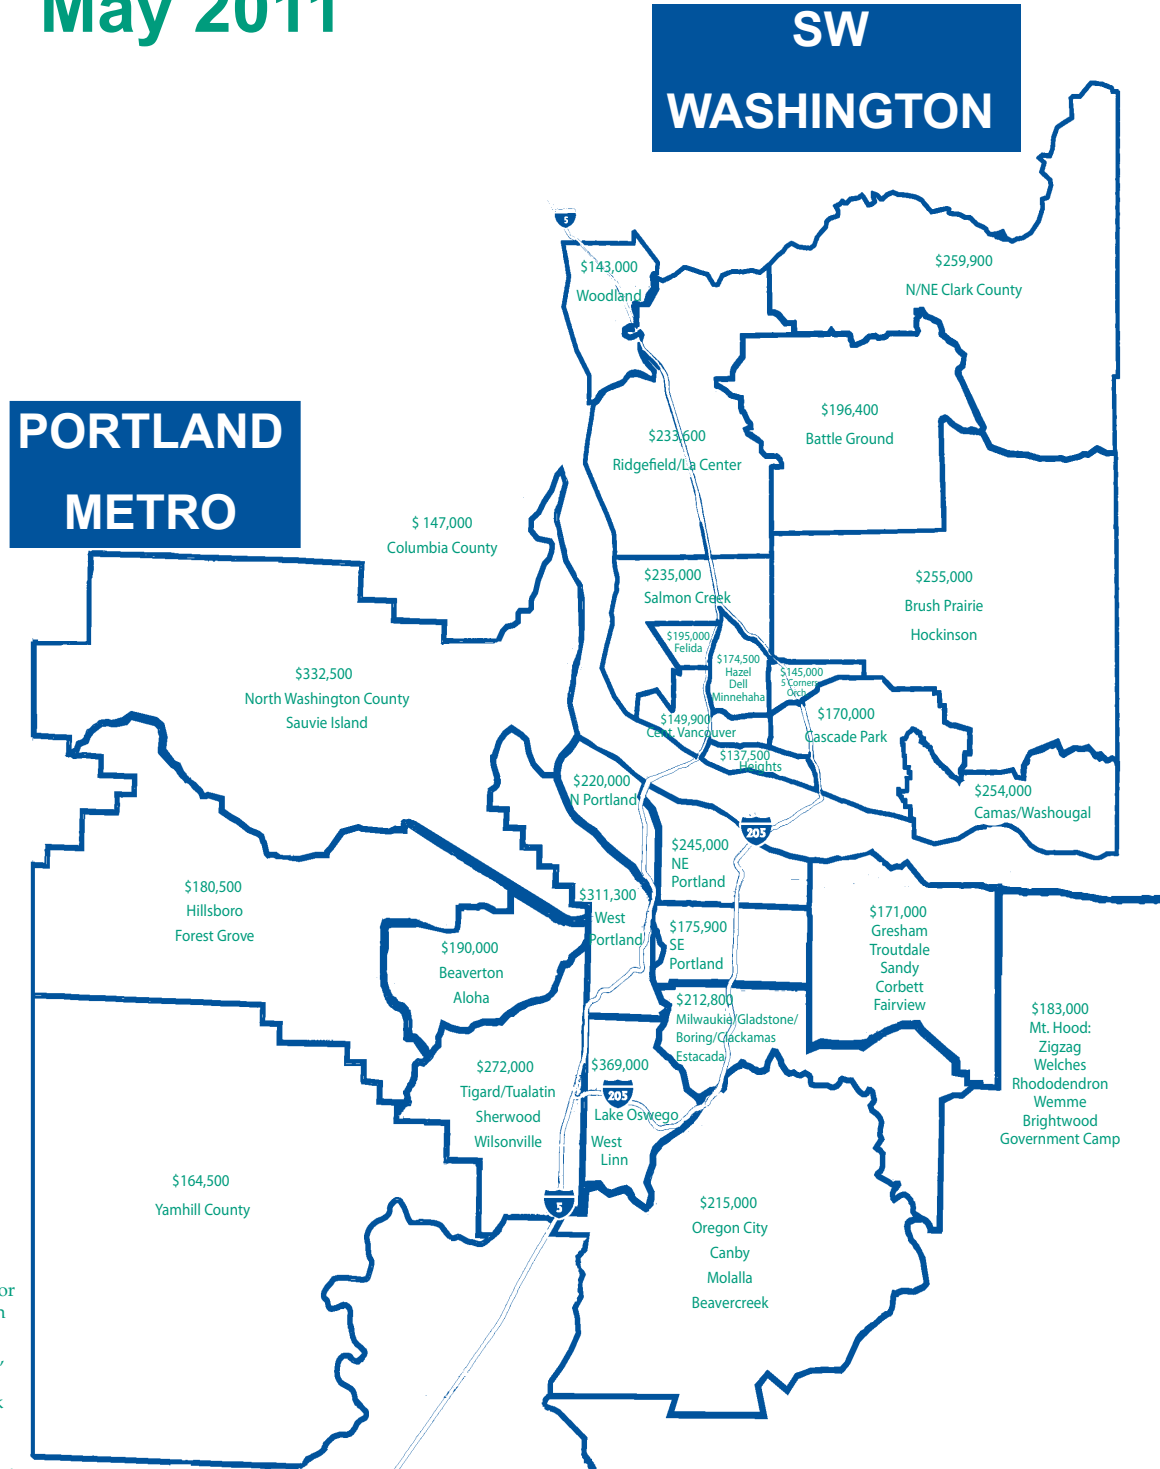 May 2011
SW
WASHINGTON
5
$143,000
Woodland
$259,900
N/NE Clark County
$196,400
Battle Ground
$233,600
Ridgefield/La Center
PORTLAND
METRO
$ 147,000
Columbia County
$235,000
Salmon Creek
$255,000
Brush Prairie
Hockinson
$195,000
Felida
$174,500
Hazel
Dell
Minnehaha
$145,000
5 Corners
Orch.
$332,500
North Washington County
Sauvie Island
$149,900
Cent. Vancouver
$170,000
Cascade Park
$137,500
Heights
$220,000
N Portland
$254,000
Camas/Washougal
205
$245,000
NE
Portland
$180,500
Hillsboro
Forest Grove
$311,300
West
Portland
$175,900
SE
Portland
$171,000
Gresham
Troutdale
Sandy
Corbett
Fairview
$190,000
Beaverton
Aloha
$212,800
Milwaukie/Gladstone/
Boring/Clackamas
Estacada
$183,000
Mt. Hood:
Zigzag
Welches
Rhododendron
Wemme
Brightwood
Government Camp
$272,000
Tigard/Tualatin
Sherwood
Wilsonville
$369,000
205
Lake Oswego
West
Linn
$164,500
Yamhill County
5
$215,000
Oregon City
Canby
Molalla
Beavercreek
or